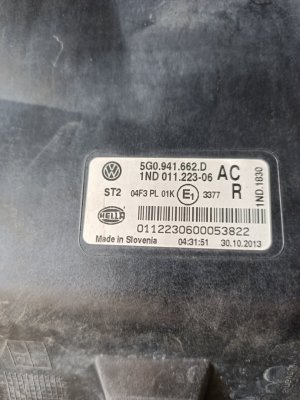 5G0.941.662.D
1ND 011.223-06
AC
R
ST2
04F3 PL 01K
E1
3377
1ND.1830
HELLA
0112230600053822
Made in Slovenia
04:31:51
30.10.2013